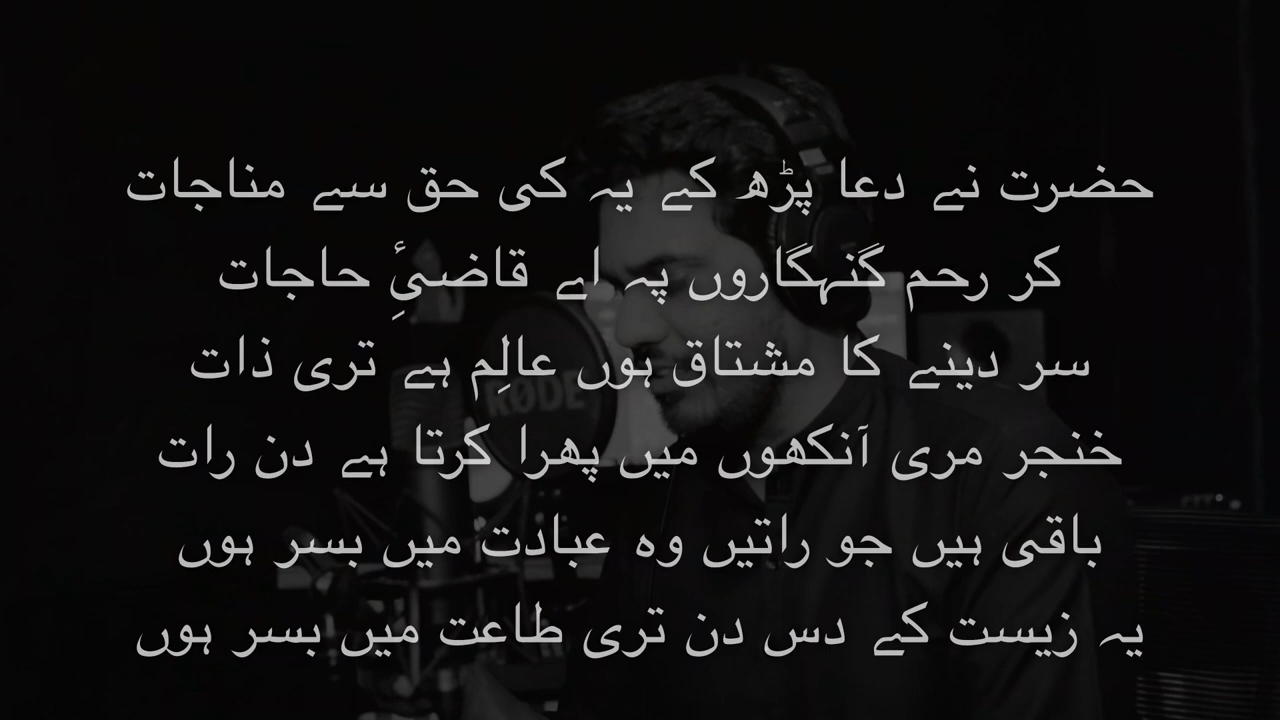 حضرت نے دعا پڑھ کے یہ کی حق سے مناجات
کر رحم گنہگاروں پہ اے قاضیٔ حاجات
سر دینے کا مشتاق ہوں عالِم ہے تری ذات
خنجر مری آنکھوں میں پھرا کرتا ہے دن رات
باقی ہیں جو راتیں وہ عبادت میں بسر ہوں
یہ زیست کے دس دن تری طاعت میں بسر ہوں
RØDE